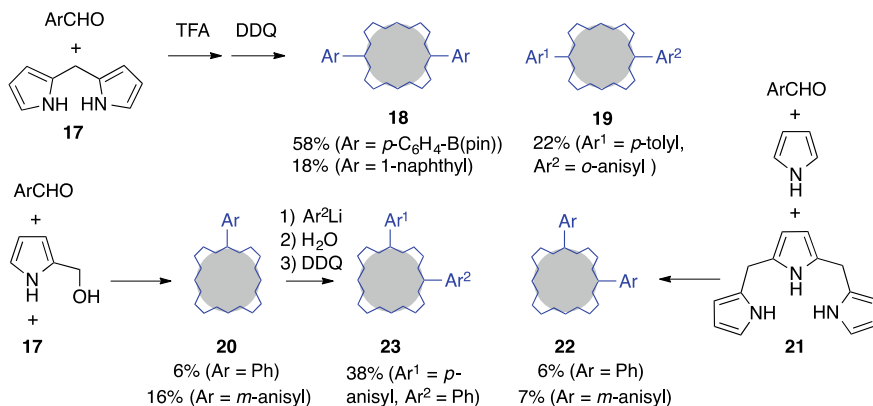 ArCHO
+
NH HN
17
TFA DDQ
Ar Ar
18
58% (Ar = p-C₆H₄-B(pin))
18% (Ar = 1-naphthyl)
Ar¹ Ar²
19
22% (Ar¹ = p-tolyl,
Ar² = o-anisyl )
ArCHO
+
N
H
+
N
H
NH HN
21
ArCHO
+
N
H
OH
+
17
Ar
20
6% (Ar = Ph)
16% (Ar = m-anisyl)
1) Ar²Li
2) H₂O
3) DDQ
Ar¹
Ar²
23
38% (Ar¹ = p-
anisyl, Ar² = Ph)
Ar
Ar
22
6% (Ar = Ph)
7% (Ar = m-anisyl)